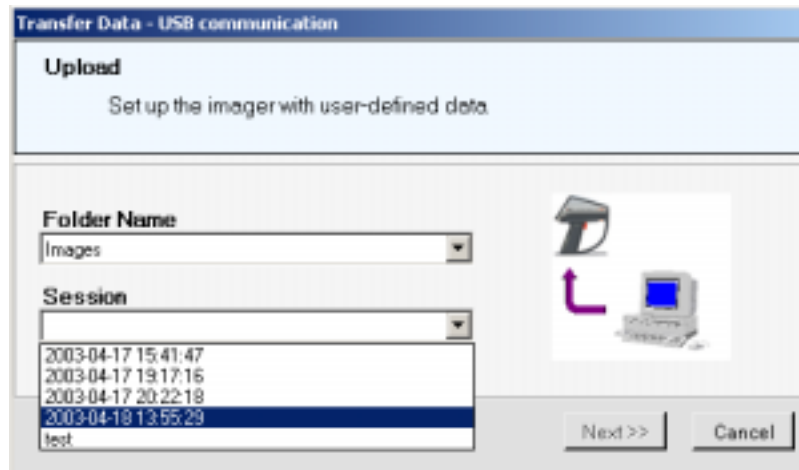 Transfer Data - USB communication
Upload
Set up the imager with user-defined data.
Folder Name
Images
Session
2003-04-17 15:41:47
2003-04-17 19:17:16
2003-04-17 20:22:18
2003-04-18 13:55:29
test
Next >>
Cancel